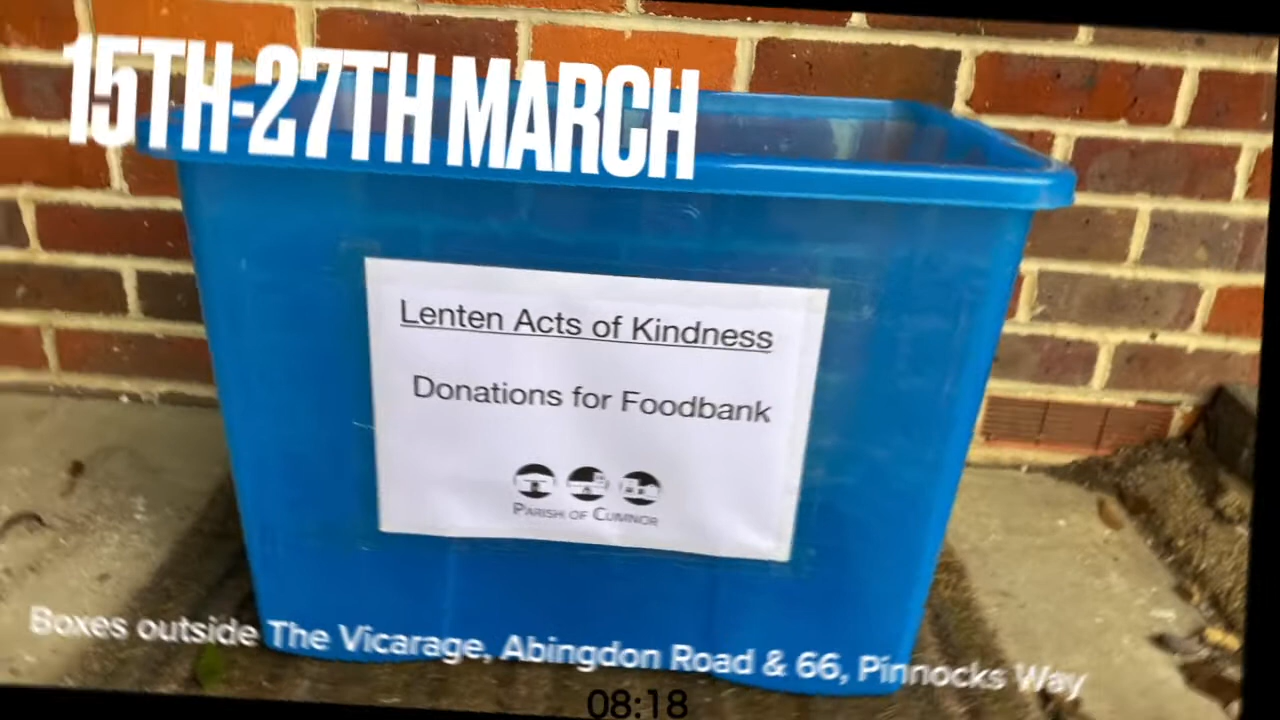 15TH-27TH MARCH
Lenten Acts of Kindness
Donations for Foodbank
PARISH OF CUMNOR
Boxes outside The Vicarage, Abingdon Road & 66, Pinnocks Way
08:18